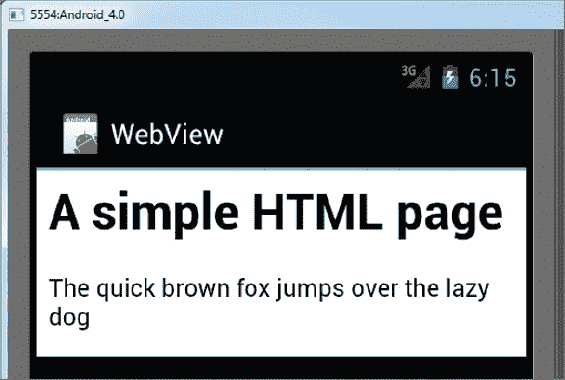 5554:Android_4.0
3G 6:15
WebView
A simple HTML page
The quick brown fox jumps over the lazy
dog